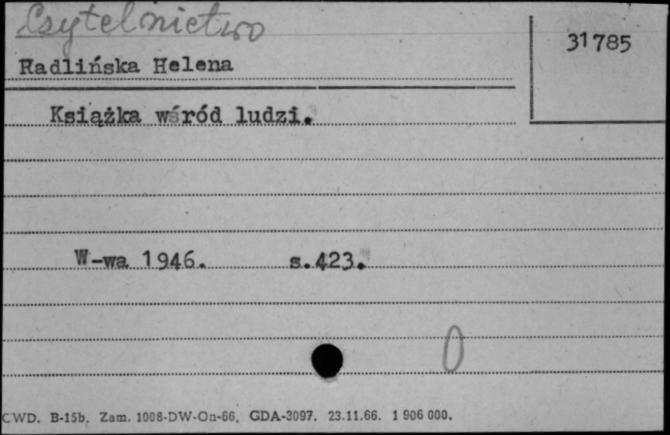 Czytelnictwo
31785
Radlińska Helena
Książka wśród ludzi.
W-wa 1946. s.423.
0
CWD. B-15b. Zam. 1008-DW-On-66. GDA-3097. 23.11.66. 1 906 000.